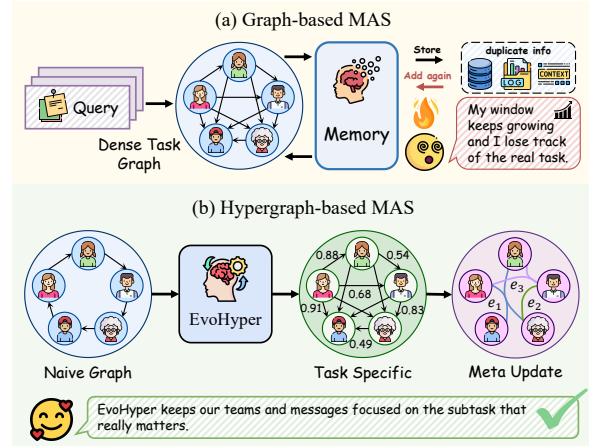 (a) Graph-based MAS
Query
Dense Task
Graph
Memory
Store
Add again
duplicate info
LOG
CONTEXT
My window
keeps growing
and I lose track
of the real task.
(b) Hypergraph-based MAS
Naive Graph
EvoHyper
0.88
0.54
0.68
0.91
0.83
0.49
Task Specific
e3
e1
e2
Meta Update
EvoHyper keeps our teams and messages focused on the subtask that
really matters.